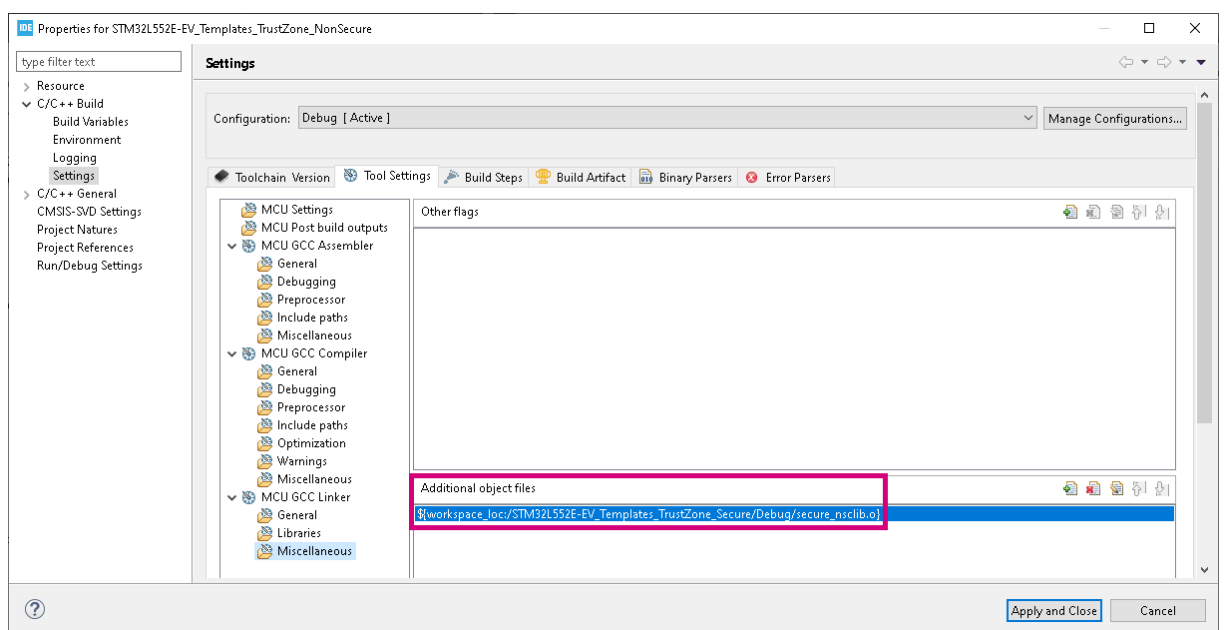 IDE Properties for STM32L552E-EV_Templates_TrustZone_NonSecure
type filter text
Settings
Resource
C/C++ Build
Build Variables
Environment
Logging
Settings
C/C++ General
CMSIS-SVD Settings
Project Natures
Project References
Run/Debug Settings
Configuration: Debug [ Active ]
Manage Configurations...
Toolchain Version Tool Settings Build Steps Build Artifact Binary Parsers Error Parsers
MCU Settings
MCU Post build outputs
MCU GCC Assembler
General
Debugging
Preprocessor
Include paths
Miscellaneous
MCU GCC Compiler
General
Debugging
Preprocessor
Include paths
Optimization
Warnings
Miscellaneous
MCU GCC Linker
General
Libraries
Miscellaneous
Other flags
Additional object files
${workspace_loc:/STM32L552E-EV_Templates_TrustZone_Secure/Debug/secure_nsclib.o}
Apply and Close
Cancel